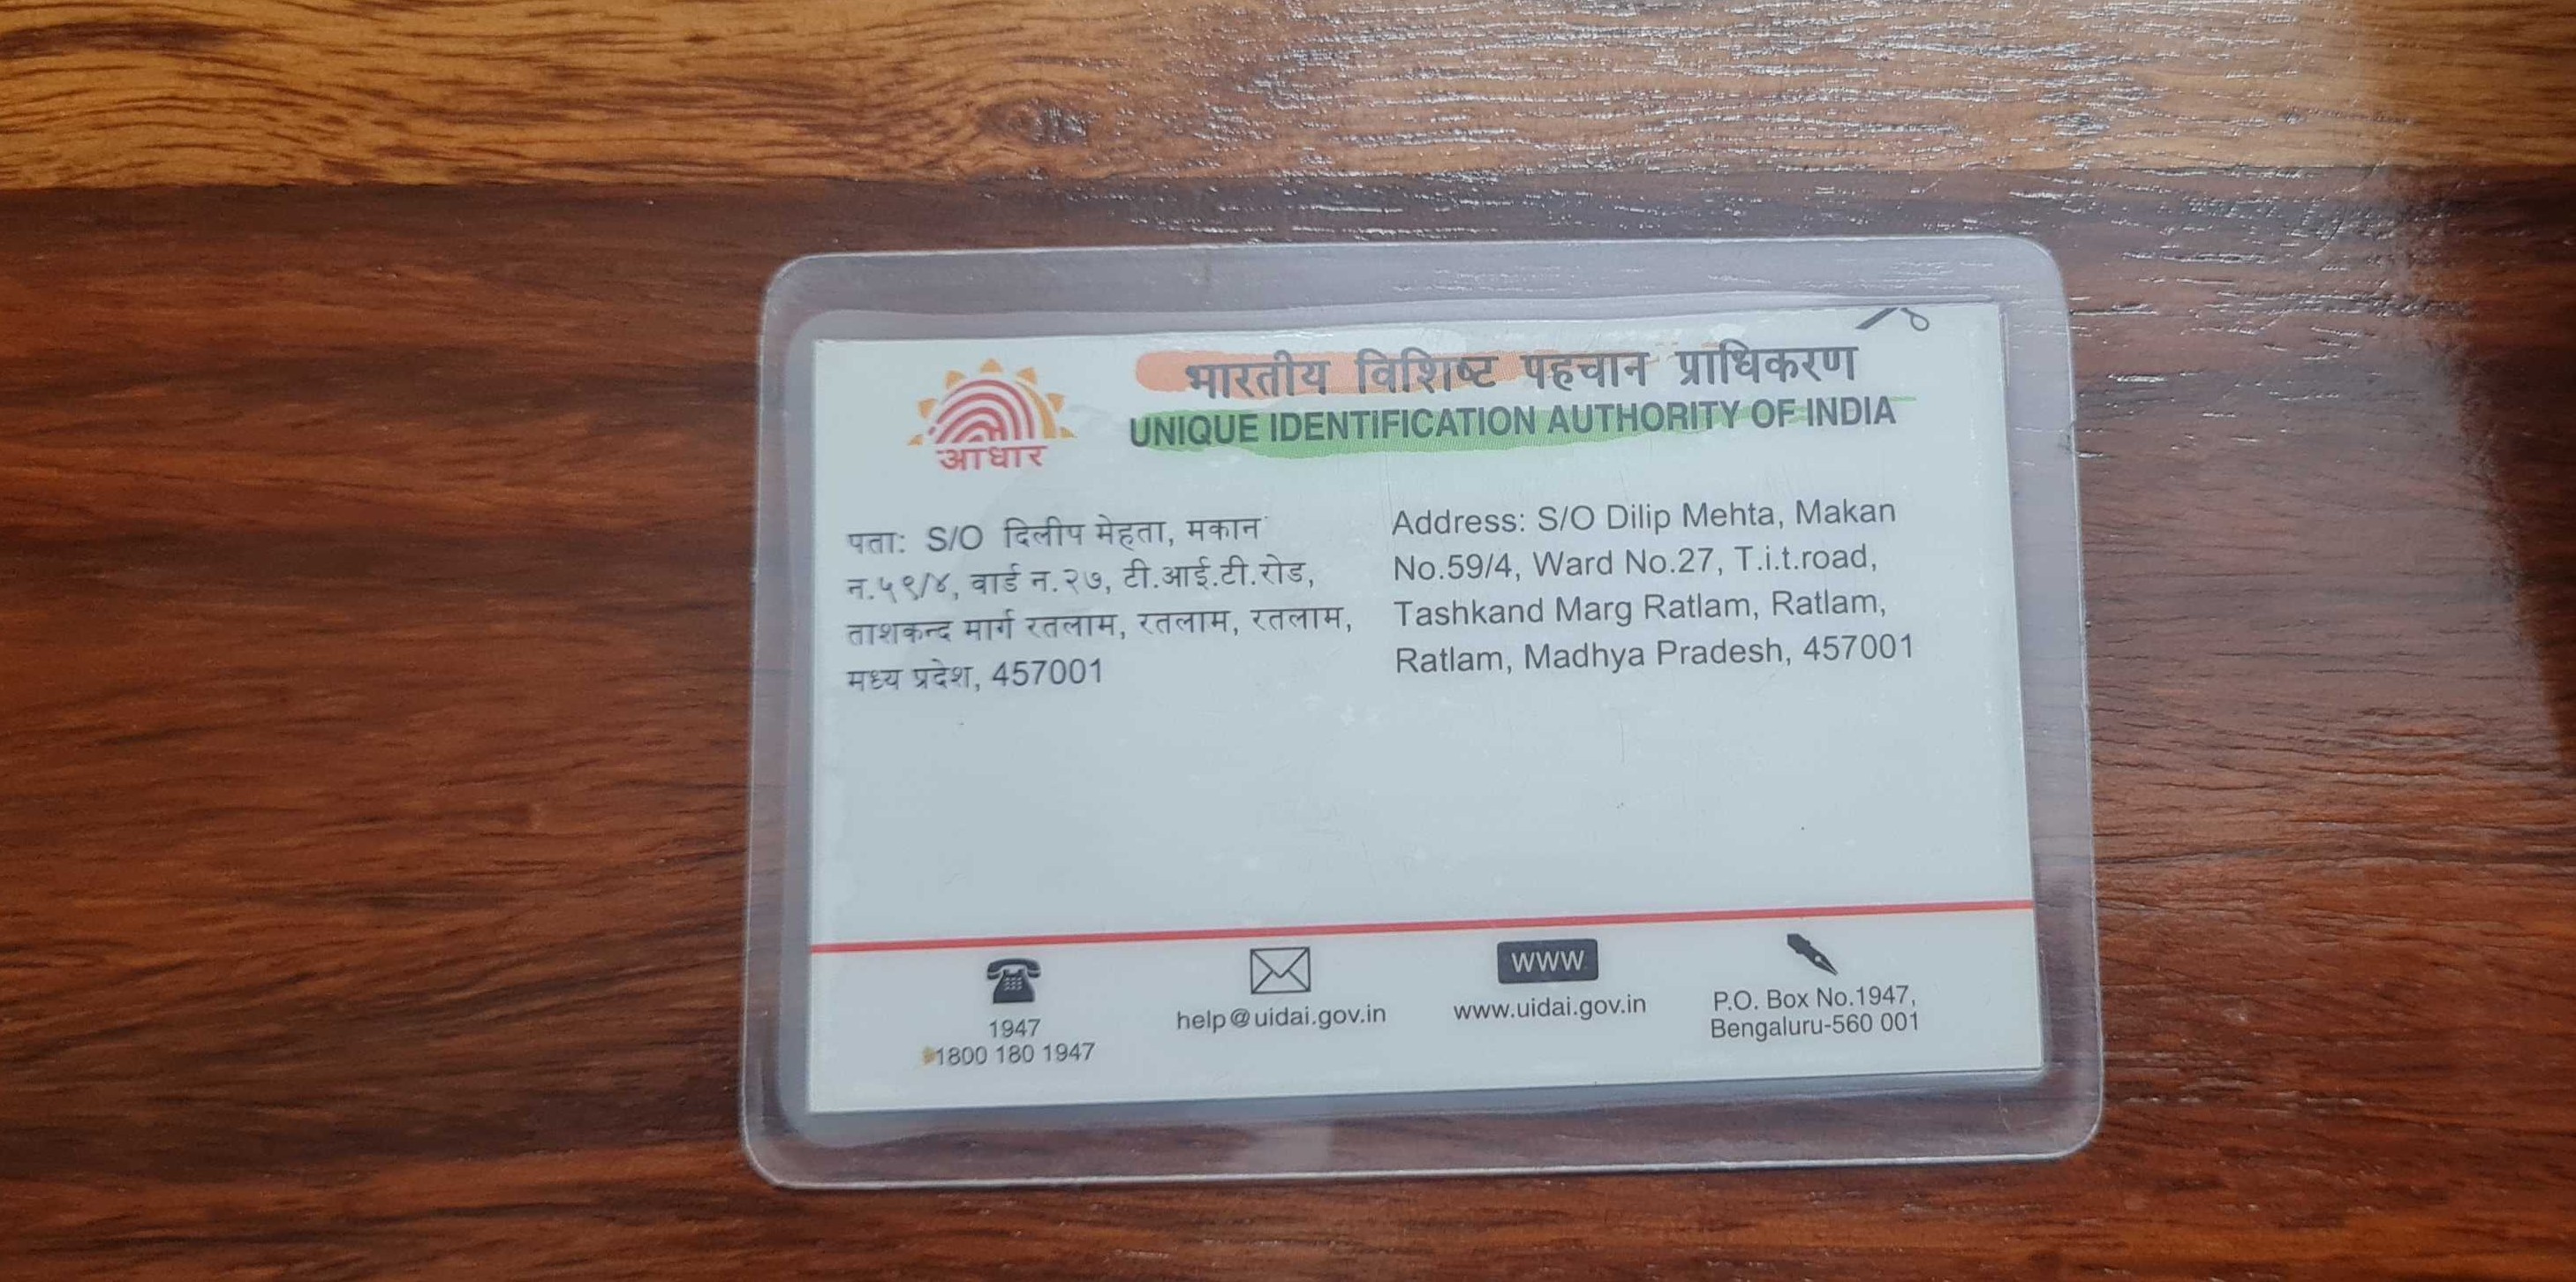 भारतीय विशिष्ट पहचान प्राधिकरण
UNIQUE IDENTIFICATION AUTHORITY OF INDIA
आधार
पता: S/O दिलीप मेहता, मकान
न.५९/४, वार्ड न.२७, टी.आई.टी.रोड,
ताशकन्द मार्ग रतलाम, रतलाम, रतलाम,
मध्य प्रदेश, 457001
Address: S/O Dilip Mehta, Makan
No.59/4, Ward No.27, T.i.t.road,
Tashkand Marg Ratlam, Ratlam,
Ratlam, Madhya Pradesh, 457001
1947
1800 180 1947
help@uidai.gov.in
WWW
www.uidai.gov.in
P.O. Box No.1947,
Bengaluru-560 001